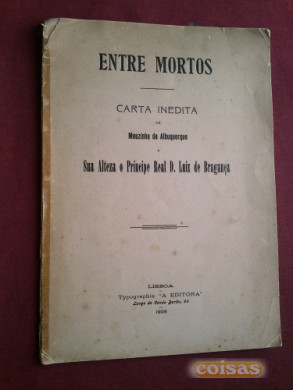 ENTRE MORTOS
CARTA INEDITA
DE
Mouzinho de Albuquerque
A
Sua Alteza o Principe Real D. Luiz de Bragança
LISBOA
Typographia "A EDITORA"
Largo do Conde Barão, 50
1908
coisas